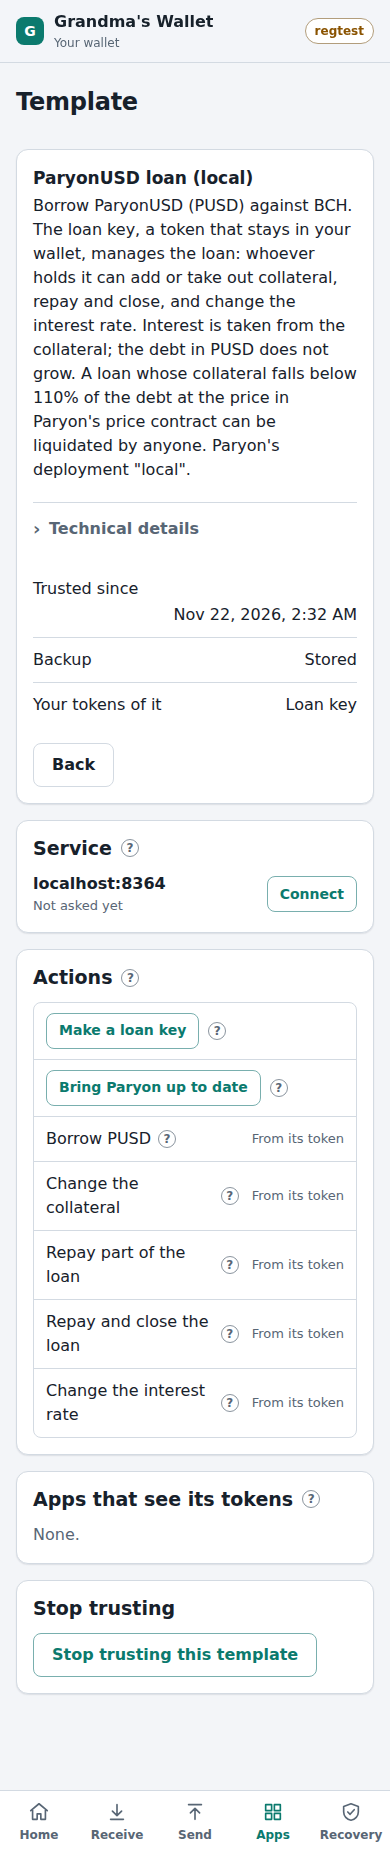 G
Grandma's Wallet
Your wallet
regtest
Template
ParyonUSD loan (local)
Borrow ParyonUSD (PUSD) against BCH.
The loan key, a token that stays in your
wallet, manages the loan: whoever
holds it can add or take out collateral,
repay and close, and change the
interest rate. Interest is taken from the
collateral; the debt in PUSD does not
grow. A loan whose collateral falls below
110% of the debt at the price in
Paryon's price contract can be
liquidated by anyone. Paryon's
deployment "local".
› Technical details
Trusted since
Nov 22, 2026, 2:32 AM
Backup Stored
Your tokens of it Loan key
Back
Service ?
localhost:8364
Not asked yet
Connect
Actions ?
Make a loan key ?
Bring Paryon up to date ?
Borrow PUSD ? From its token
Change the
collateral
? From its token
Repay part of the
loan
? From its token
Repay and close the
loan
? From its token
Change the interest
rate
? From its token
Apps that see its tokens ?
None.
Stop trusting
Stop trusting this template
Home Receive Send Apps Recovery